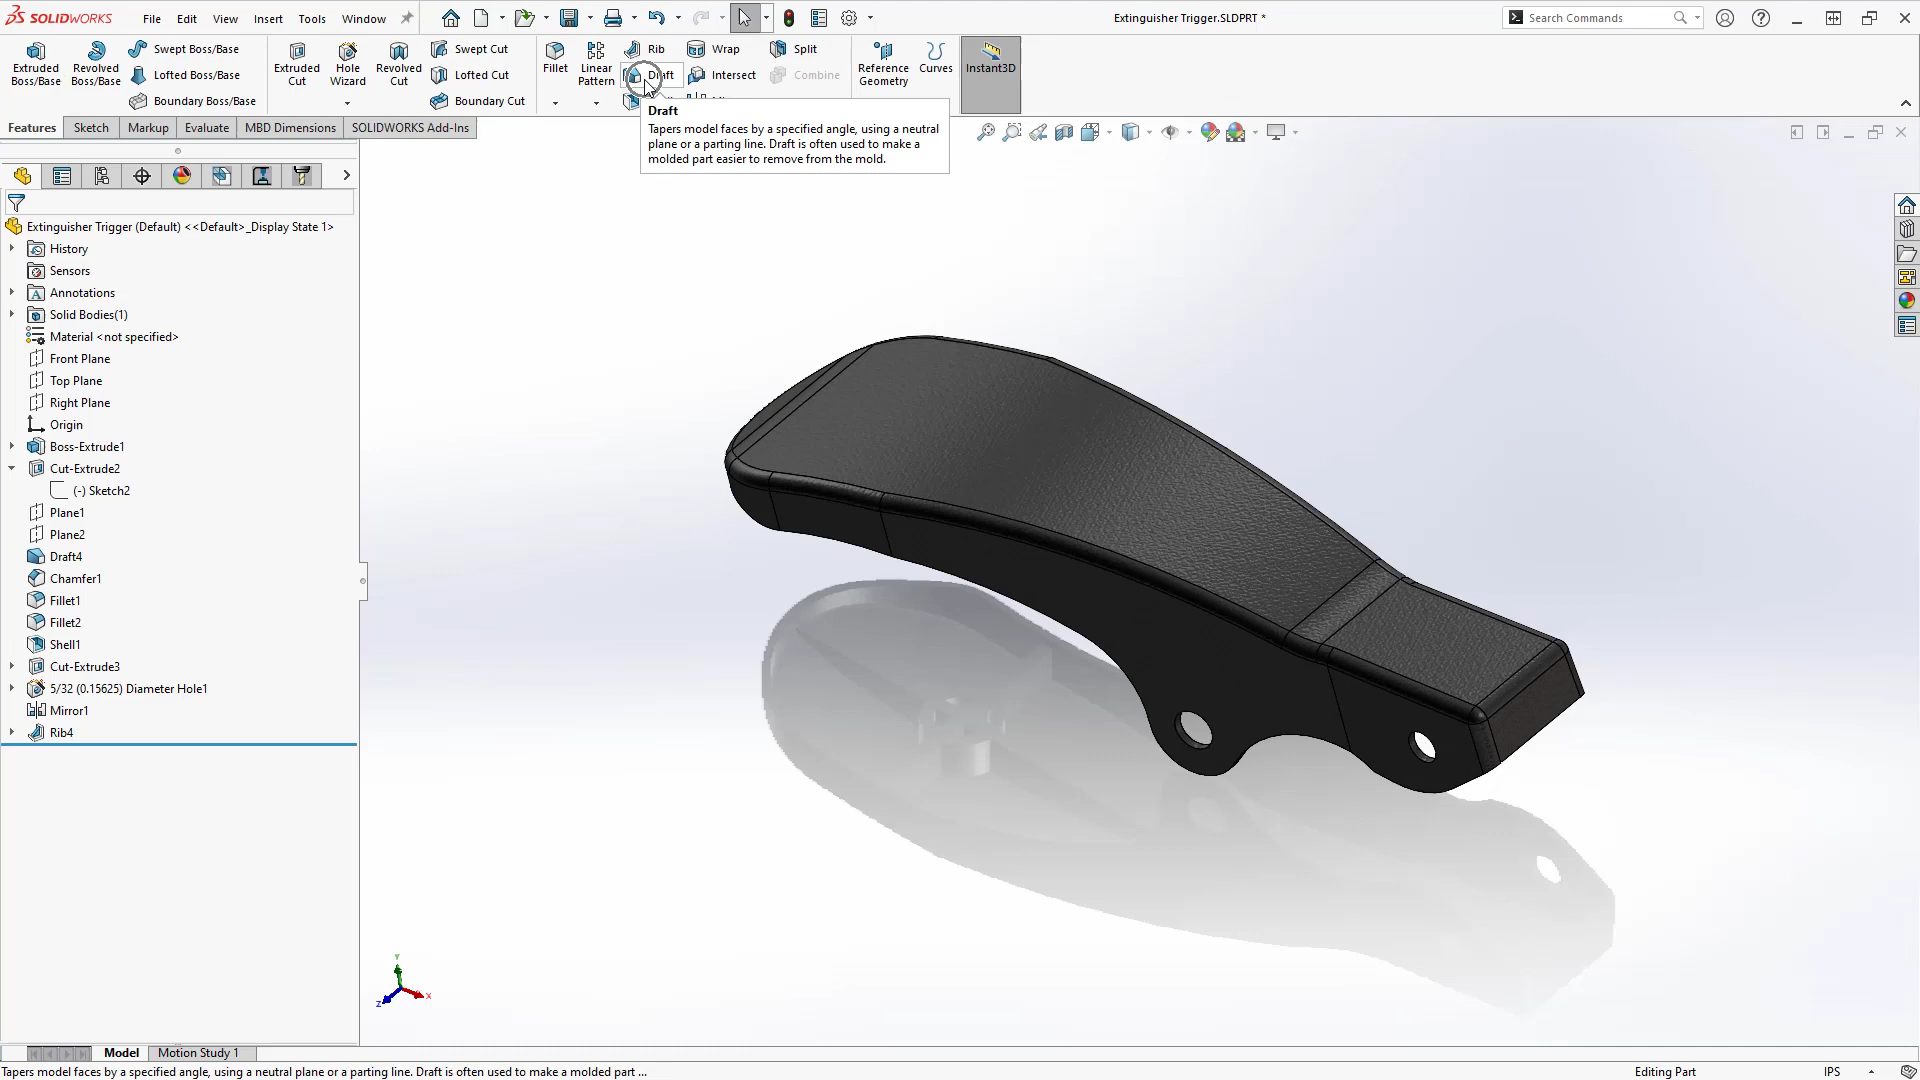 SOLIDWORKS
File Edit View Insert Tools Window
Extinguisher Trigger.SLDPRT *
Search Commands
Extruded Boss/Base
Revolved Boss/Base
Swept Boss/Base
Lofted Boss/Base
Boundary Boss/Base
Extruded Cut
Hole Wizard
Revolved Cut
Swept Cut
Lofted Cut
Boundary Cut
Fillet
Linear Pattern
Rib
Draft
Wrap
Intersect
Split
Combine
Reference Geometry
Curves
Instant3D
Draft
Tapers model faces by a specified angle, using a neutral
plane or a parting line. Draft is often used to make a
molded part easier to remove from the mold.
Features Sketch Markup Evaluate MBD Dimensions SOLIDWORKS Add-Ins
Extinguisher Trigger (Default) <<Default>_Display State 1>
History
Sensors
Annotations
Solid Bodies(1)
Material <not specified>
Front Plane
Top Plane
Right Plane
Origin
Boss-Extrude1
Cut-Extrude2
(-) Sketch2
Plane1
Plane2
Draft4
Chamfer1
Fillet1
Fillet2
Shell1
Cut-Extrude3
5/32 (0.15625) Diameter Hole1
Mirror1
Rib4
Y
Z
X
Model Motion Study 1
Tapers model faces by a specified angle, using a neutral plane or a parting line. Draft is often used to make a molded part ...
Editing Part
IPS